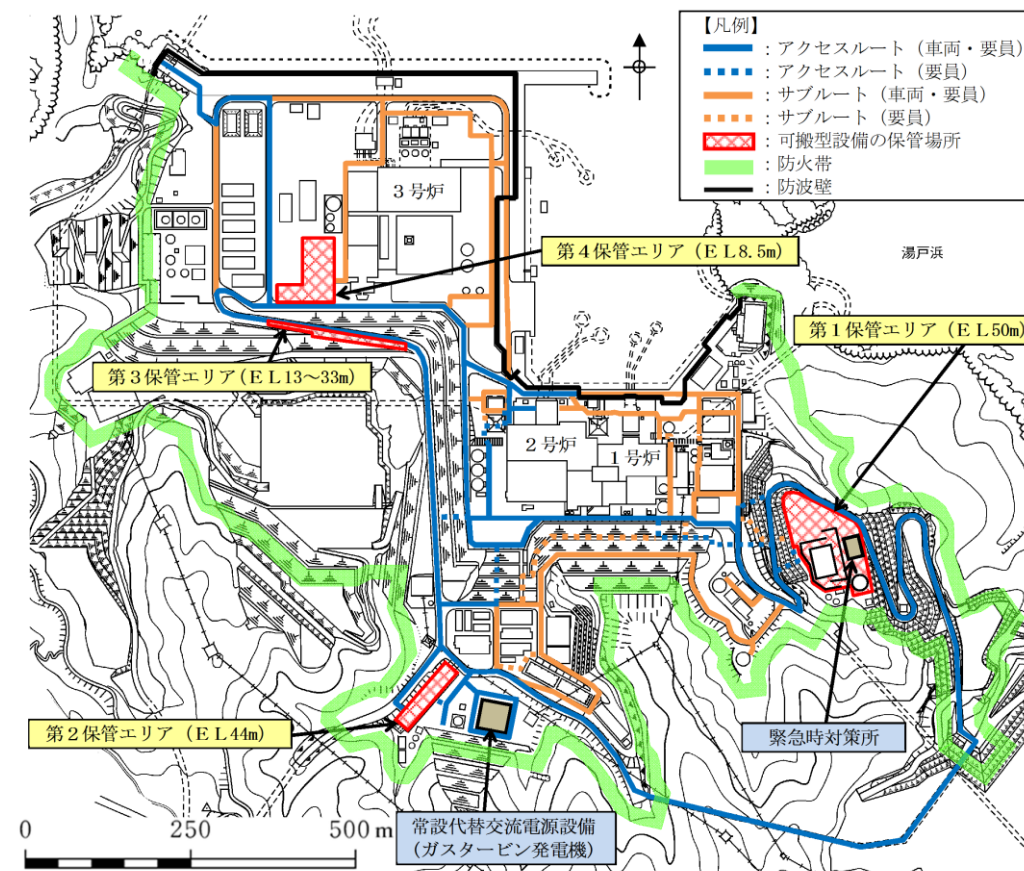 【凡例】
：アクセスルート（車両・要員）
：アクセスルート（要員）
：サブルート（車両・要員）
：サブルート（要員）
：可搬型設備の保管場所
：防火帯
：防波壁
３号炉
湯戸浜
第４保管エリア（ＥＬ8.5m）
第１保管エリア（ＥＬ50m）
第３保管エリア（ＥＬ13～33m）
２号炉
１号炉
第２保管エリア（ＥＬ44m）
緊急時対策所
常設代替交流電源設備
（ガスタービン発電機）
0 250 500 m